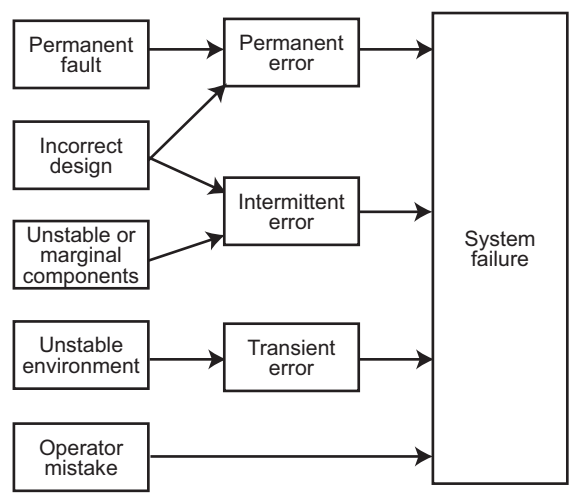 Permanent
fault
Permanent
error
Incorrect
design
Intermittent
error
Unstable or
marginal
components
System
failure
Unstable
environment
Transient
error
Operator
mistake